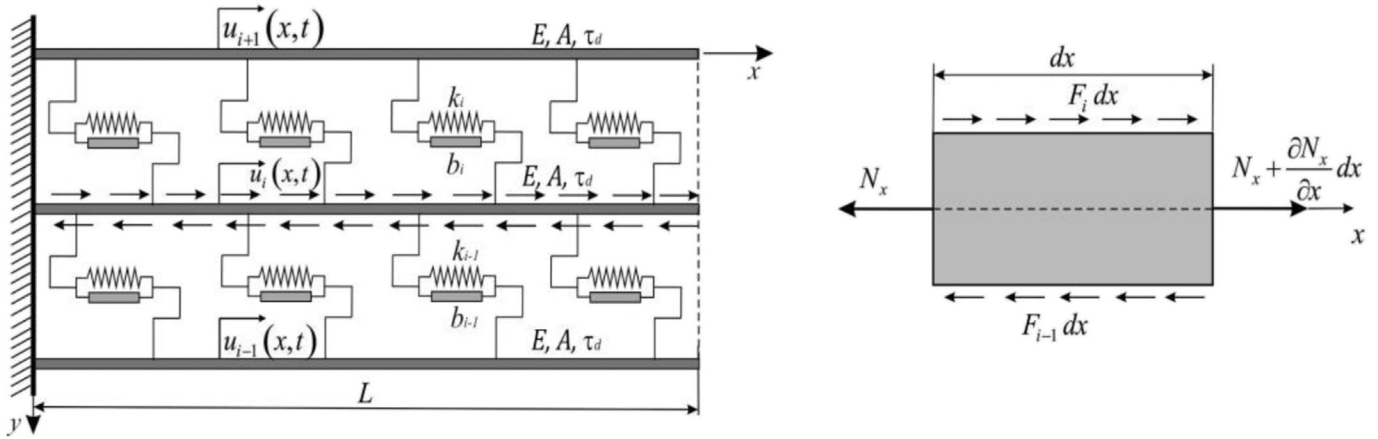 u_{i+1}(x,t)
E, A, τ_d
x
k_i
b_i
u_i(x,t)
E, A, τ_d
k_{i-1}
b_{i-1}
u_{i-1}(x,t)
E, A, τ_d
L
y
dx
F_i dx
N_x
N_x + ∂N_x/∂x dx
x
F_{i-1} dx